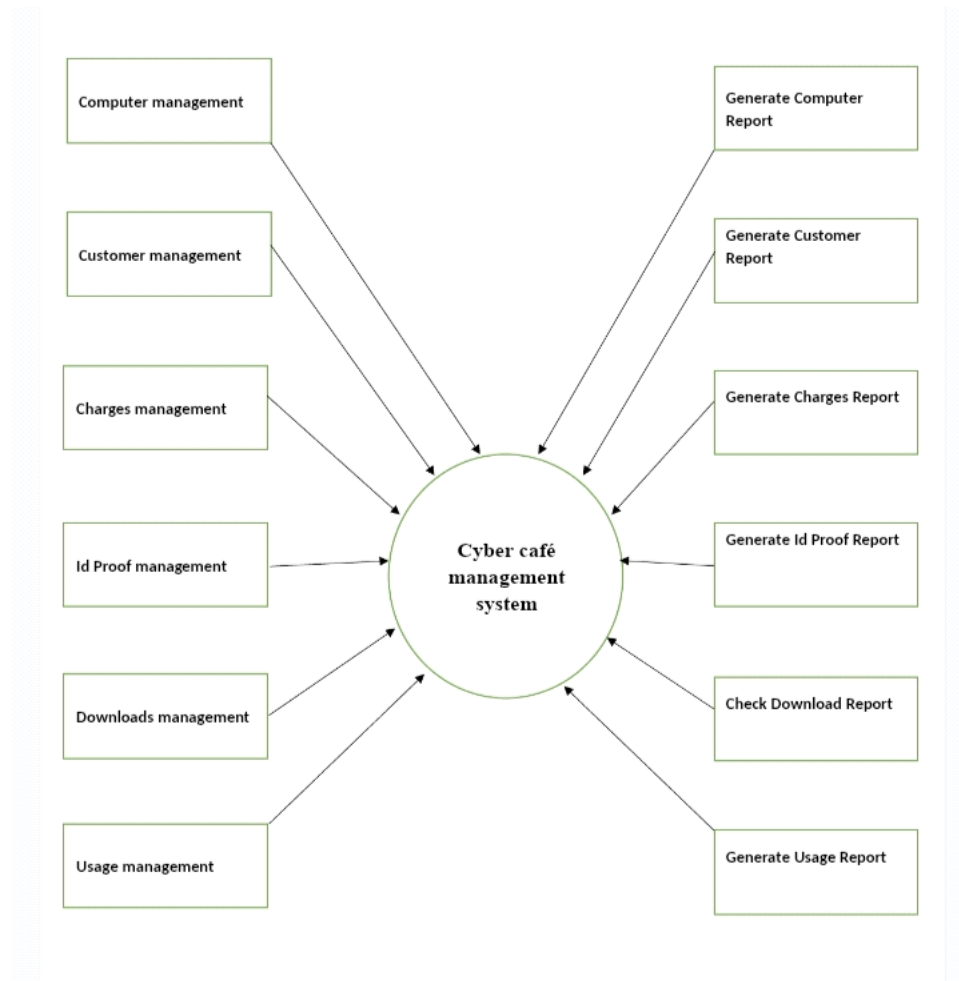 Computer management
Customer management
Charges management
Id Proof management
Downloads management
Usage management
Cyber café
management
system
Generate Computer
Report
Generate Customer
Report
Generate Charges Report
Generate Id Proof Report
Check Download Report
Generate Usage Report